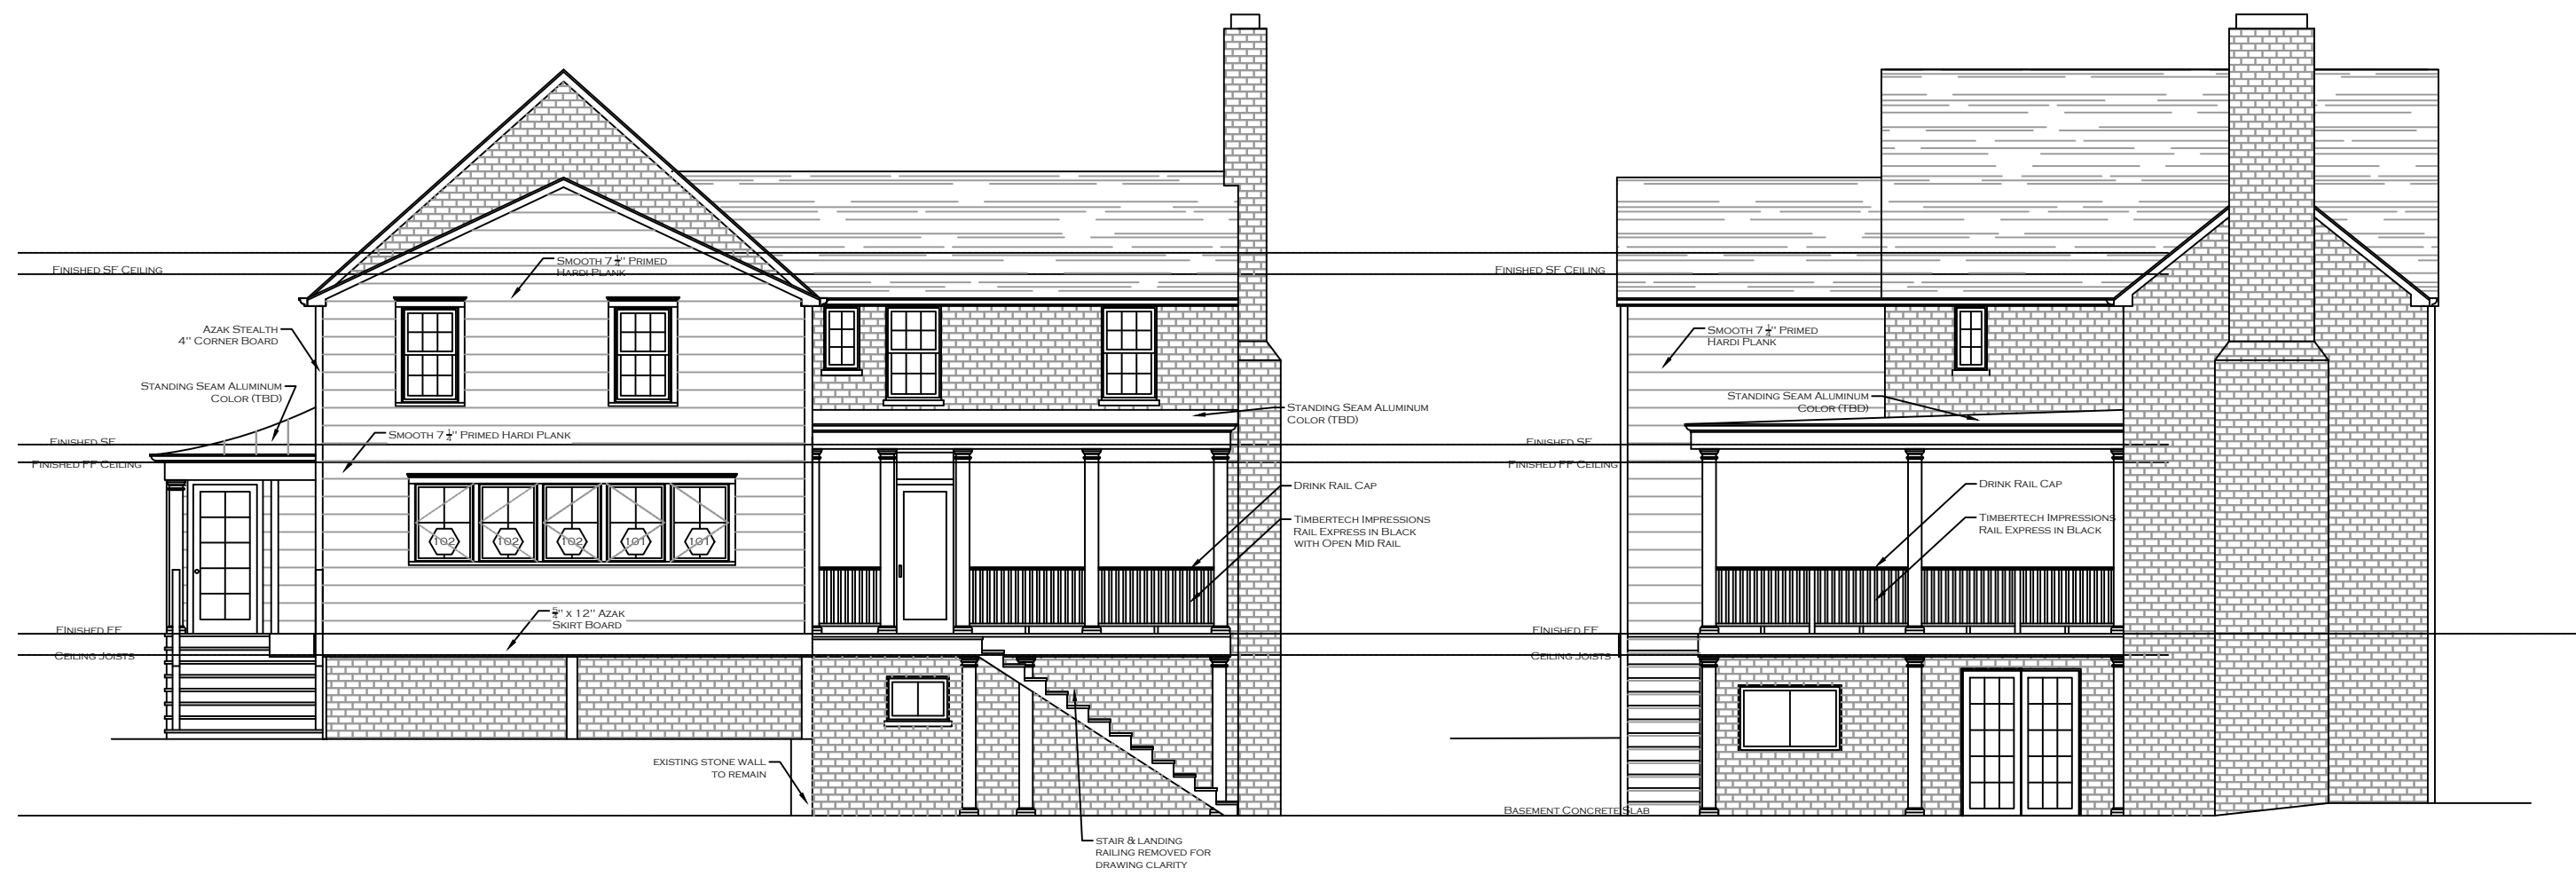 Finished SF Ceiling
Smooth 7 1/4" Primed
Hardi Plank
Azak Stealth
4" Corner Board
Standing Seam Aluminum
Color (TBD)
Smooth 7 1/4" Primed Hardi Plank
Finished SF
Finished FF Ceiling
102
102
102
101
101
5/4" x 12" Azak
Skirt Board
Finished FF
Ceiling Joists
existing stone wall
to remain
stair & landing
railing removed for
drawing clarity
Standing Seam Aluminum
Color (TBD)
Drink Rail Cap
Timbertech Impressions
Rail Express in Black
with Open Mid Rail
Finished SF Ceiling
Smooth 7 1/4" Primed
Hardi Plank
Standing Seam Aluminum
Color (TBD)
Finished SF
Finished FF Ceiling
Drink Rail Cap
Timbertech Impressions
Rail Express in Black
Finished FF
Ceiling Joists
Basement Concrete Slab